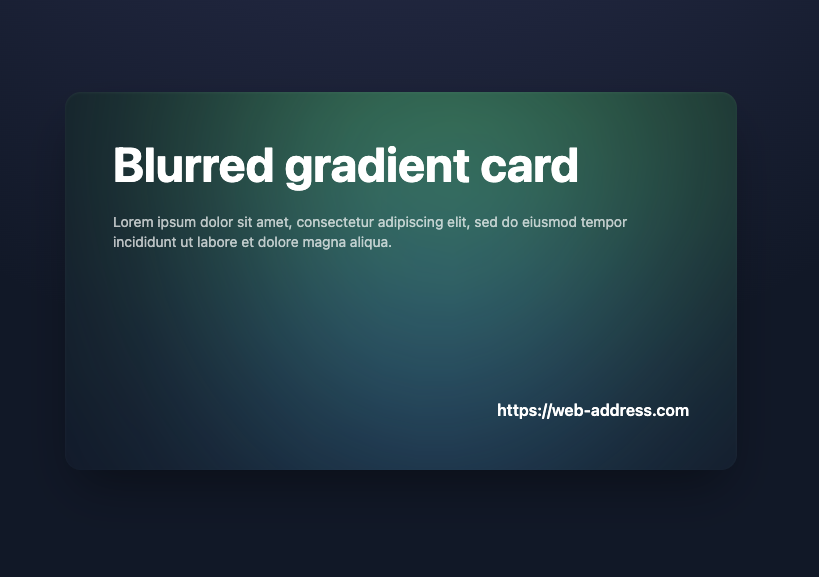 Blurred gradient card
Lorem ipsum dolor sit amet, consectetur adipiscing elit, sed do eiusmod tempor
incididunt ut labore et dolore magna aliqua.
https://web-address.com